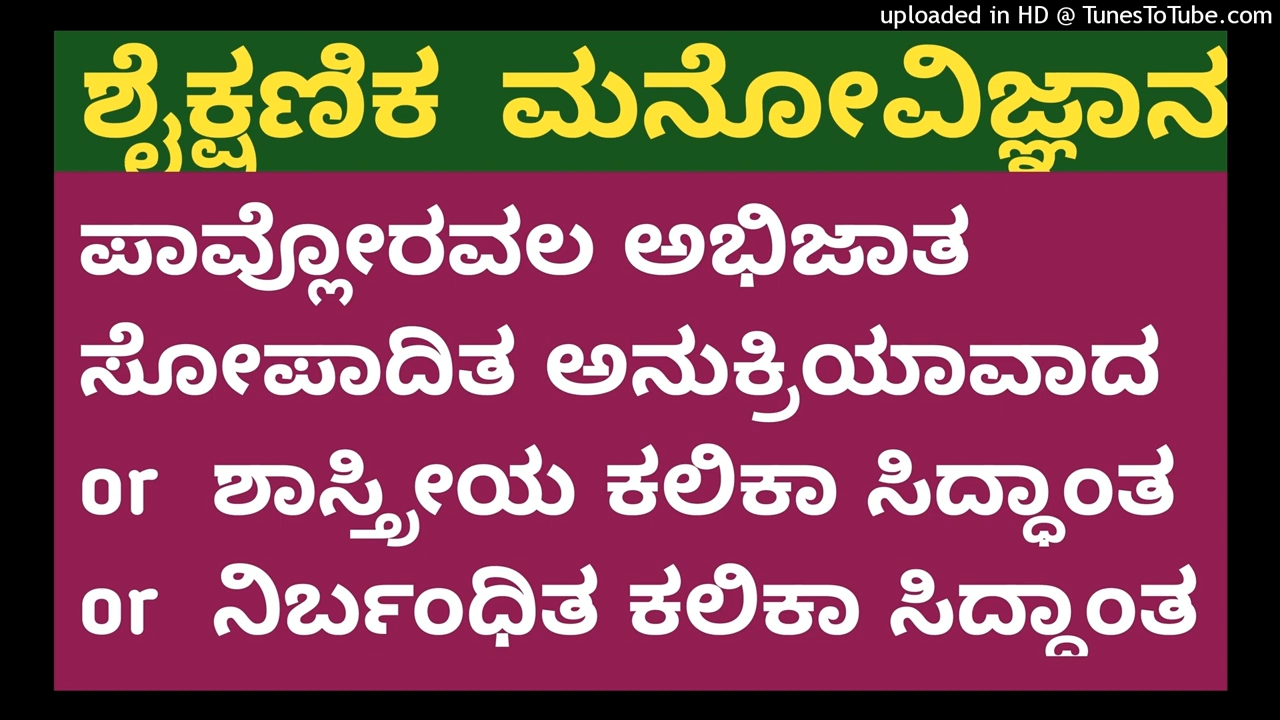 uploaded in HD @ TunesToTube.com
ಶೈಕ್ಷಣಿಕ ಮನೋವಿಜ್ಞಾನ
ಪಾವ್ಲೋರವಲ ಅಭಿಜಾತ
ಸೋಪಾದಿತ ಅನುಕ್ರಿಯಾವಾದ
or ಶಾಸ್ತ್ರೀಯ ಕಲಿಕಾ ಸಿದ್ಧಾಂತ
or ನಿರ್ಬಂಧಿತ ಕಲಿಕಾ ಸಿದ್ದಾಂತ